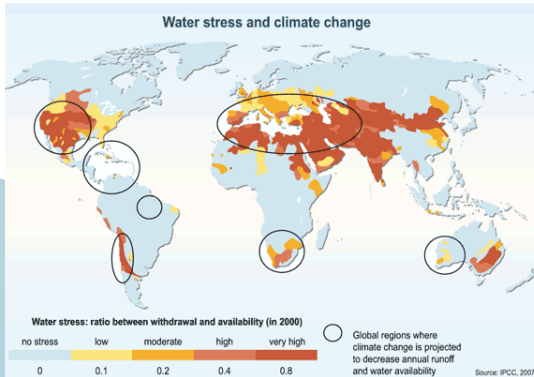 Water stress and climate change
Water stress: ratio between withdrawal and availability (in 2000)
no stress low moderate high very high
0 0.1 0.2 0.4 0.8
Global regions where
climate change is projected
to decrease annual runoff
and water availability
Source: IPCC, 2007